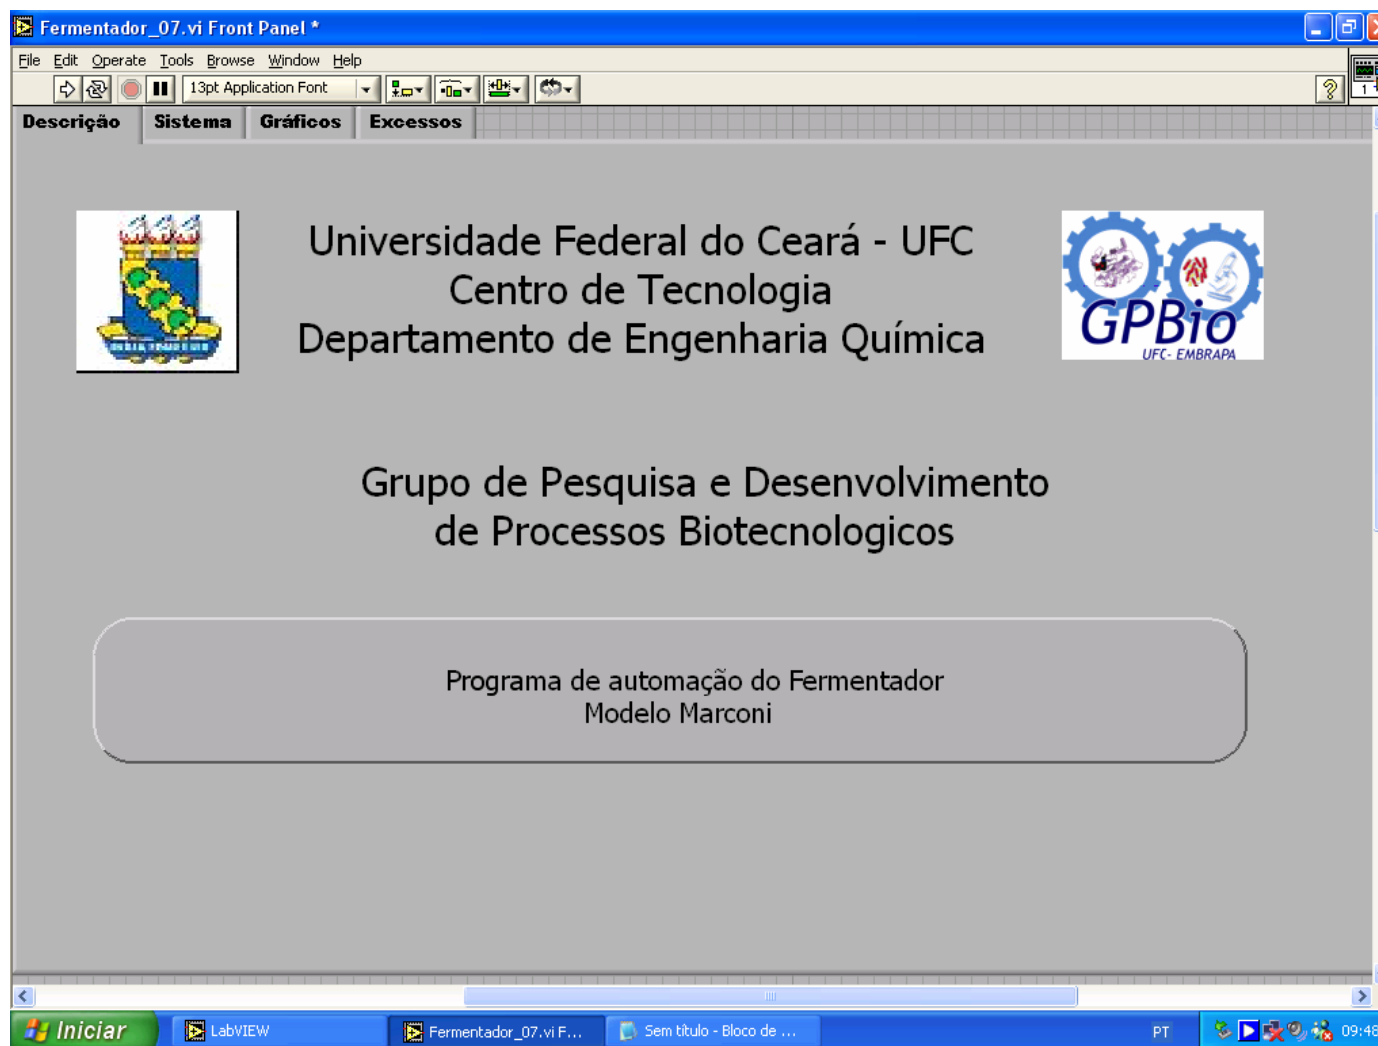 Fermentador_07.vi Front Panel *
File Edit Operate Tools Browse Window Help
13pt Application Font
?
1
Descrição Sistema Gráficos Excessos
Universidade Federal do Ceará - UFC
Centro de Tecnologia
Departamento de Engenharia Química
GPBio
UFC- EMBRAPA
Grupo de Pesquisa e Desenvolvimento
de Processos Biotecnologicos
Programa de automação do Fermentador
Modelo Marconi
Iniciar LabVIEW Fermentador_07.vi F... Sem título - Bloco de ... PT 09:48